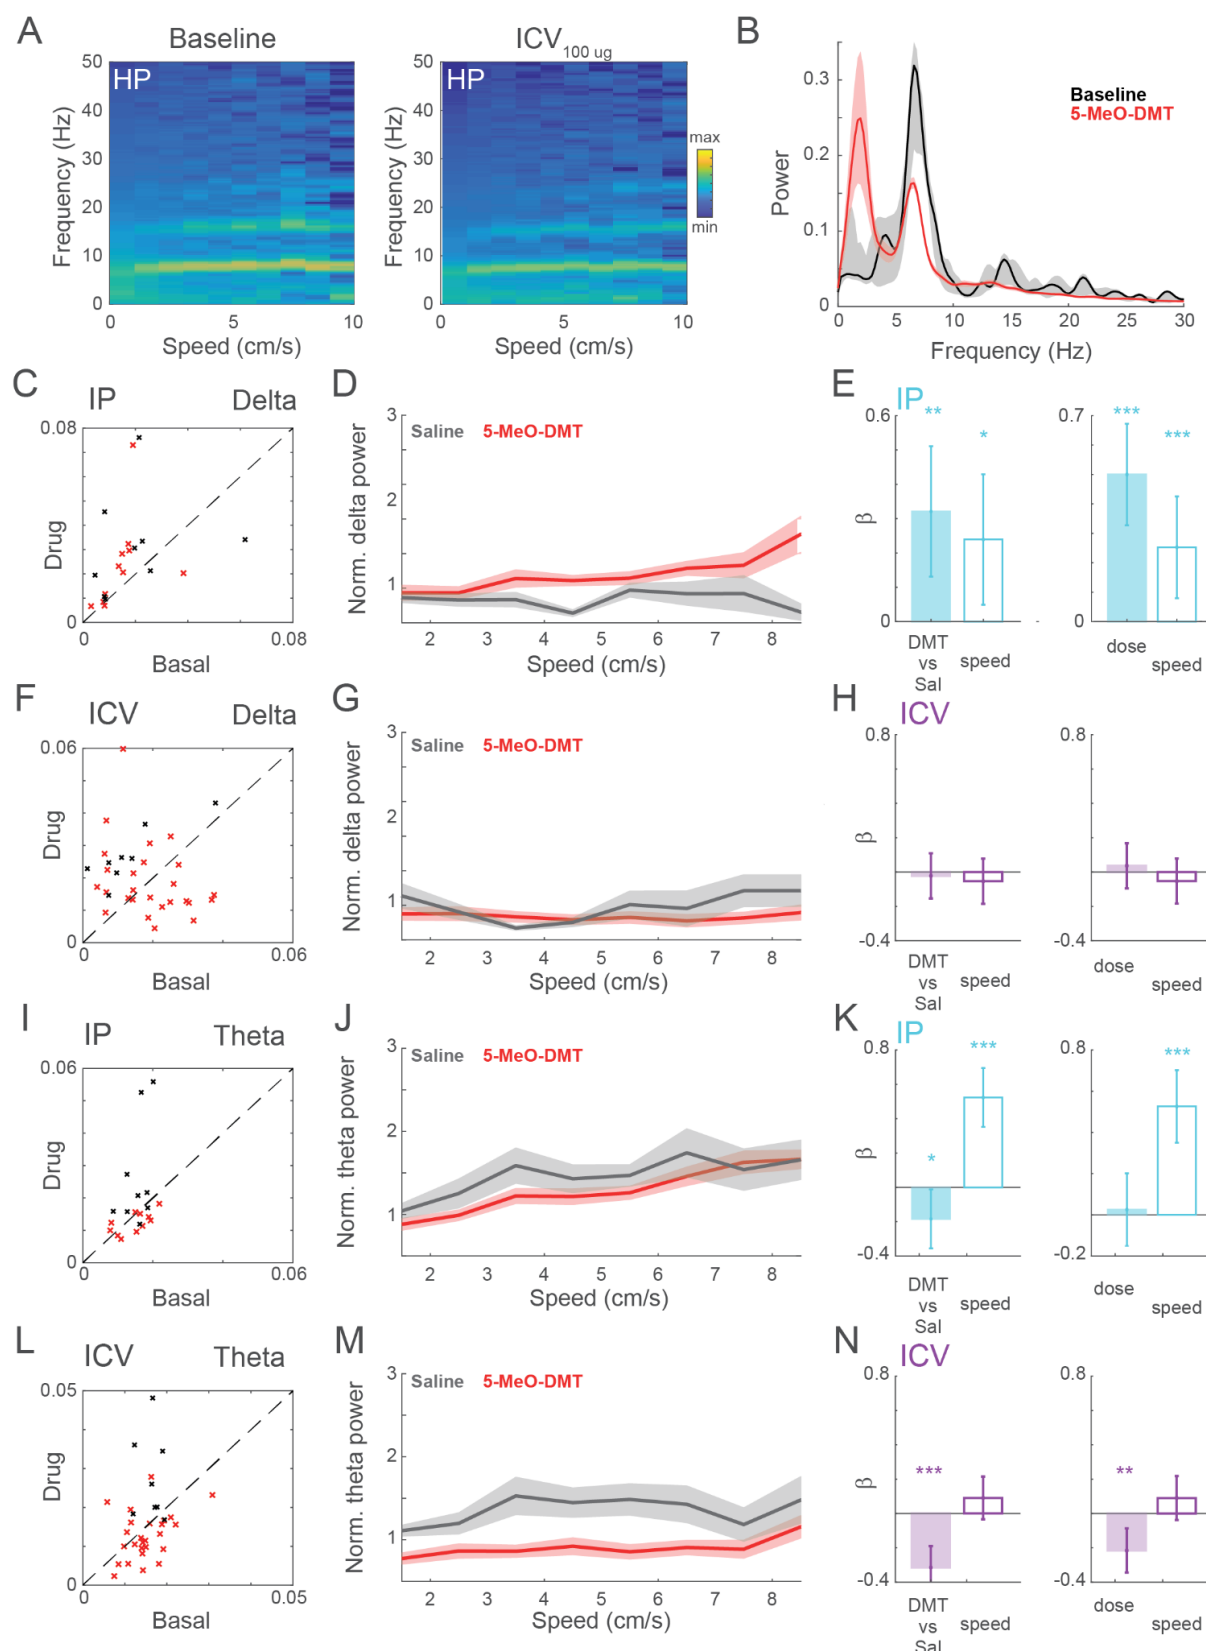 A Baseline ICV 100 ug B
HP HP
50 50
40 40
30 30
20 20
10 10
0 0
Frequency (Hz) Frequency (Hz)
max
min
0 5 10 0 5 10
Speed (cm/s) Speed (cm/s)
Baseline
5-MeO-DMT
Power
0.3
0.2
0.1
0
0 5 10 15 20 25 30
Frequency (Hz)
C IP Delta D E IP
0.08
Drug
0
0 0.08
Basal
Norm. delta power
3
2
1
Saline 5-MeO-DMT
2 3 4 5 6 7 8
Speed (cm/s)
β
0.6 ** *
0
DMT
vs
Sal
speed
0.7 *** ***
0
dose speed
F ICV Delta G H ICV
0.06
Drug
0
0 0.06
Basal
Norm. delta power
3
2
1
Saline 5-MeO-DMT
2 3 4 5 6 7 8
Speed (cm/s)
β
0.8
-0.4
DMT
vs
Sal
speed
0.8
-0.4
dose speed
I IP Theta J K IP
0.06
Drug
0
0 0.06
Basal
Norm. theta power
3
2
1
Saline 5-MeO-DMT
2 3 4 5 6 7 8
Speed (cm/s)
β
0.8 * ***
-0.4
DMT
vs
Sal
speed
0.8 ***
-0.2
dose speed
L ICV Theta M N ICV
0.05
Drug
0
0 0.05
Basal
Norm. theta power
3
2
1
Saline 5-MeO-DMT
2 3 4 5 6 7 8
Speed (cm/s)
β
0.8
***
-0.4
DMT
vs
Sal
speed
0.8
**
-0.4
dose speed